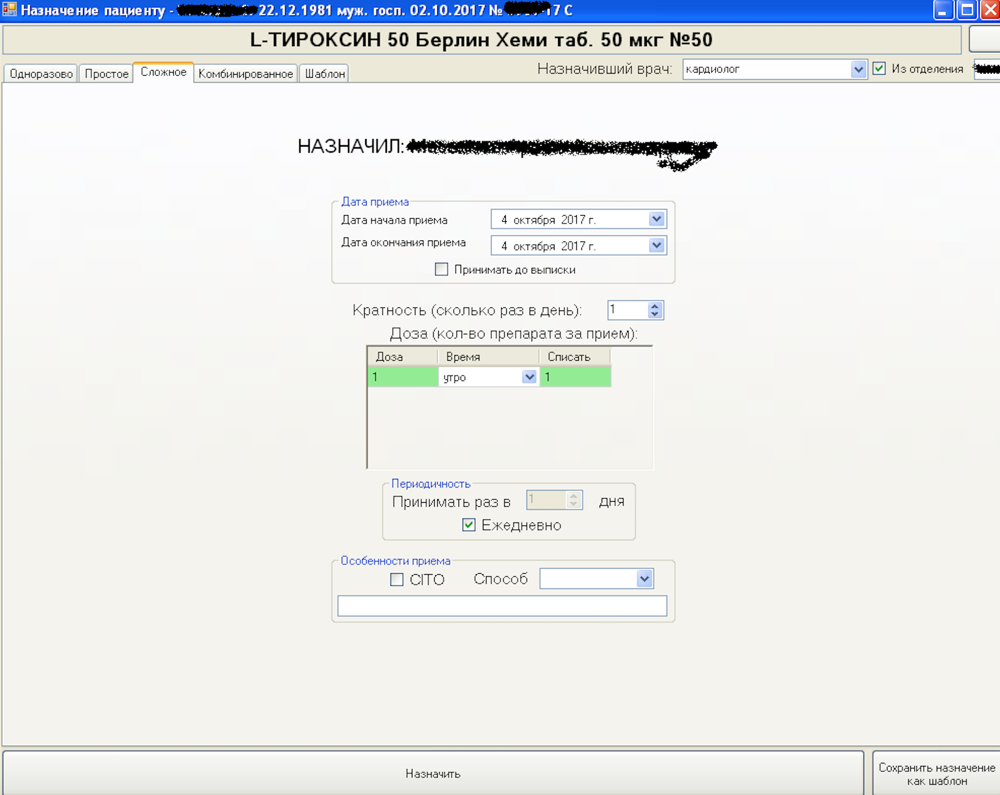 Назначение пациенту - 22.12.1981 муж. госп. 02.10.2017 № 17 С
L-ТИРОКСИН 50 Берлин Хеми таб. 50 мкг №50
Одноразово Простое Сложное Комбинированное Шаблон Назначивший врач: кардиолог Из отделения
НАЗНАЧИЛ:
Дата приема
Дата начала приема 4 октября 2017 г.
Дата окончания приема 4 октября 2017 г.
Принимать до выписки
Кратность (сколько раз в день): 1
Доза (кол-во препарата за прием):
Доза Время Списать
1 утро 1
Периодичность
Принимать раз в 1 дня
Ежедневно
Особенности приема
CITO Способ
Назначить
Сохранить назначение
как шаблон